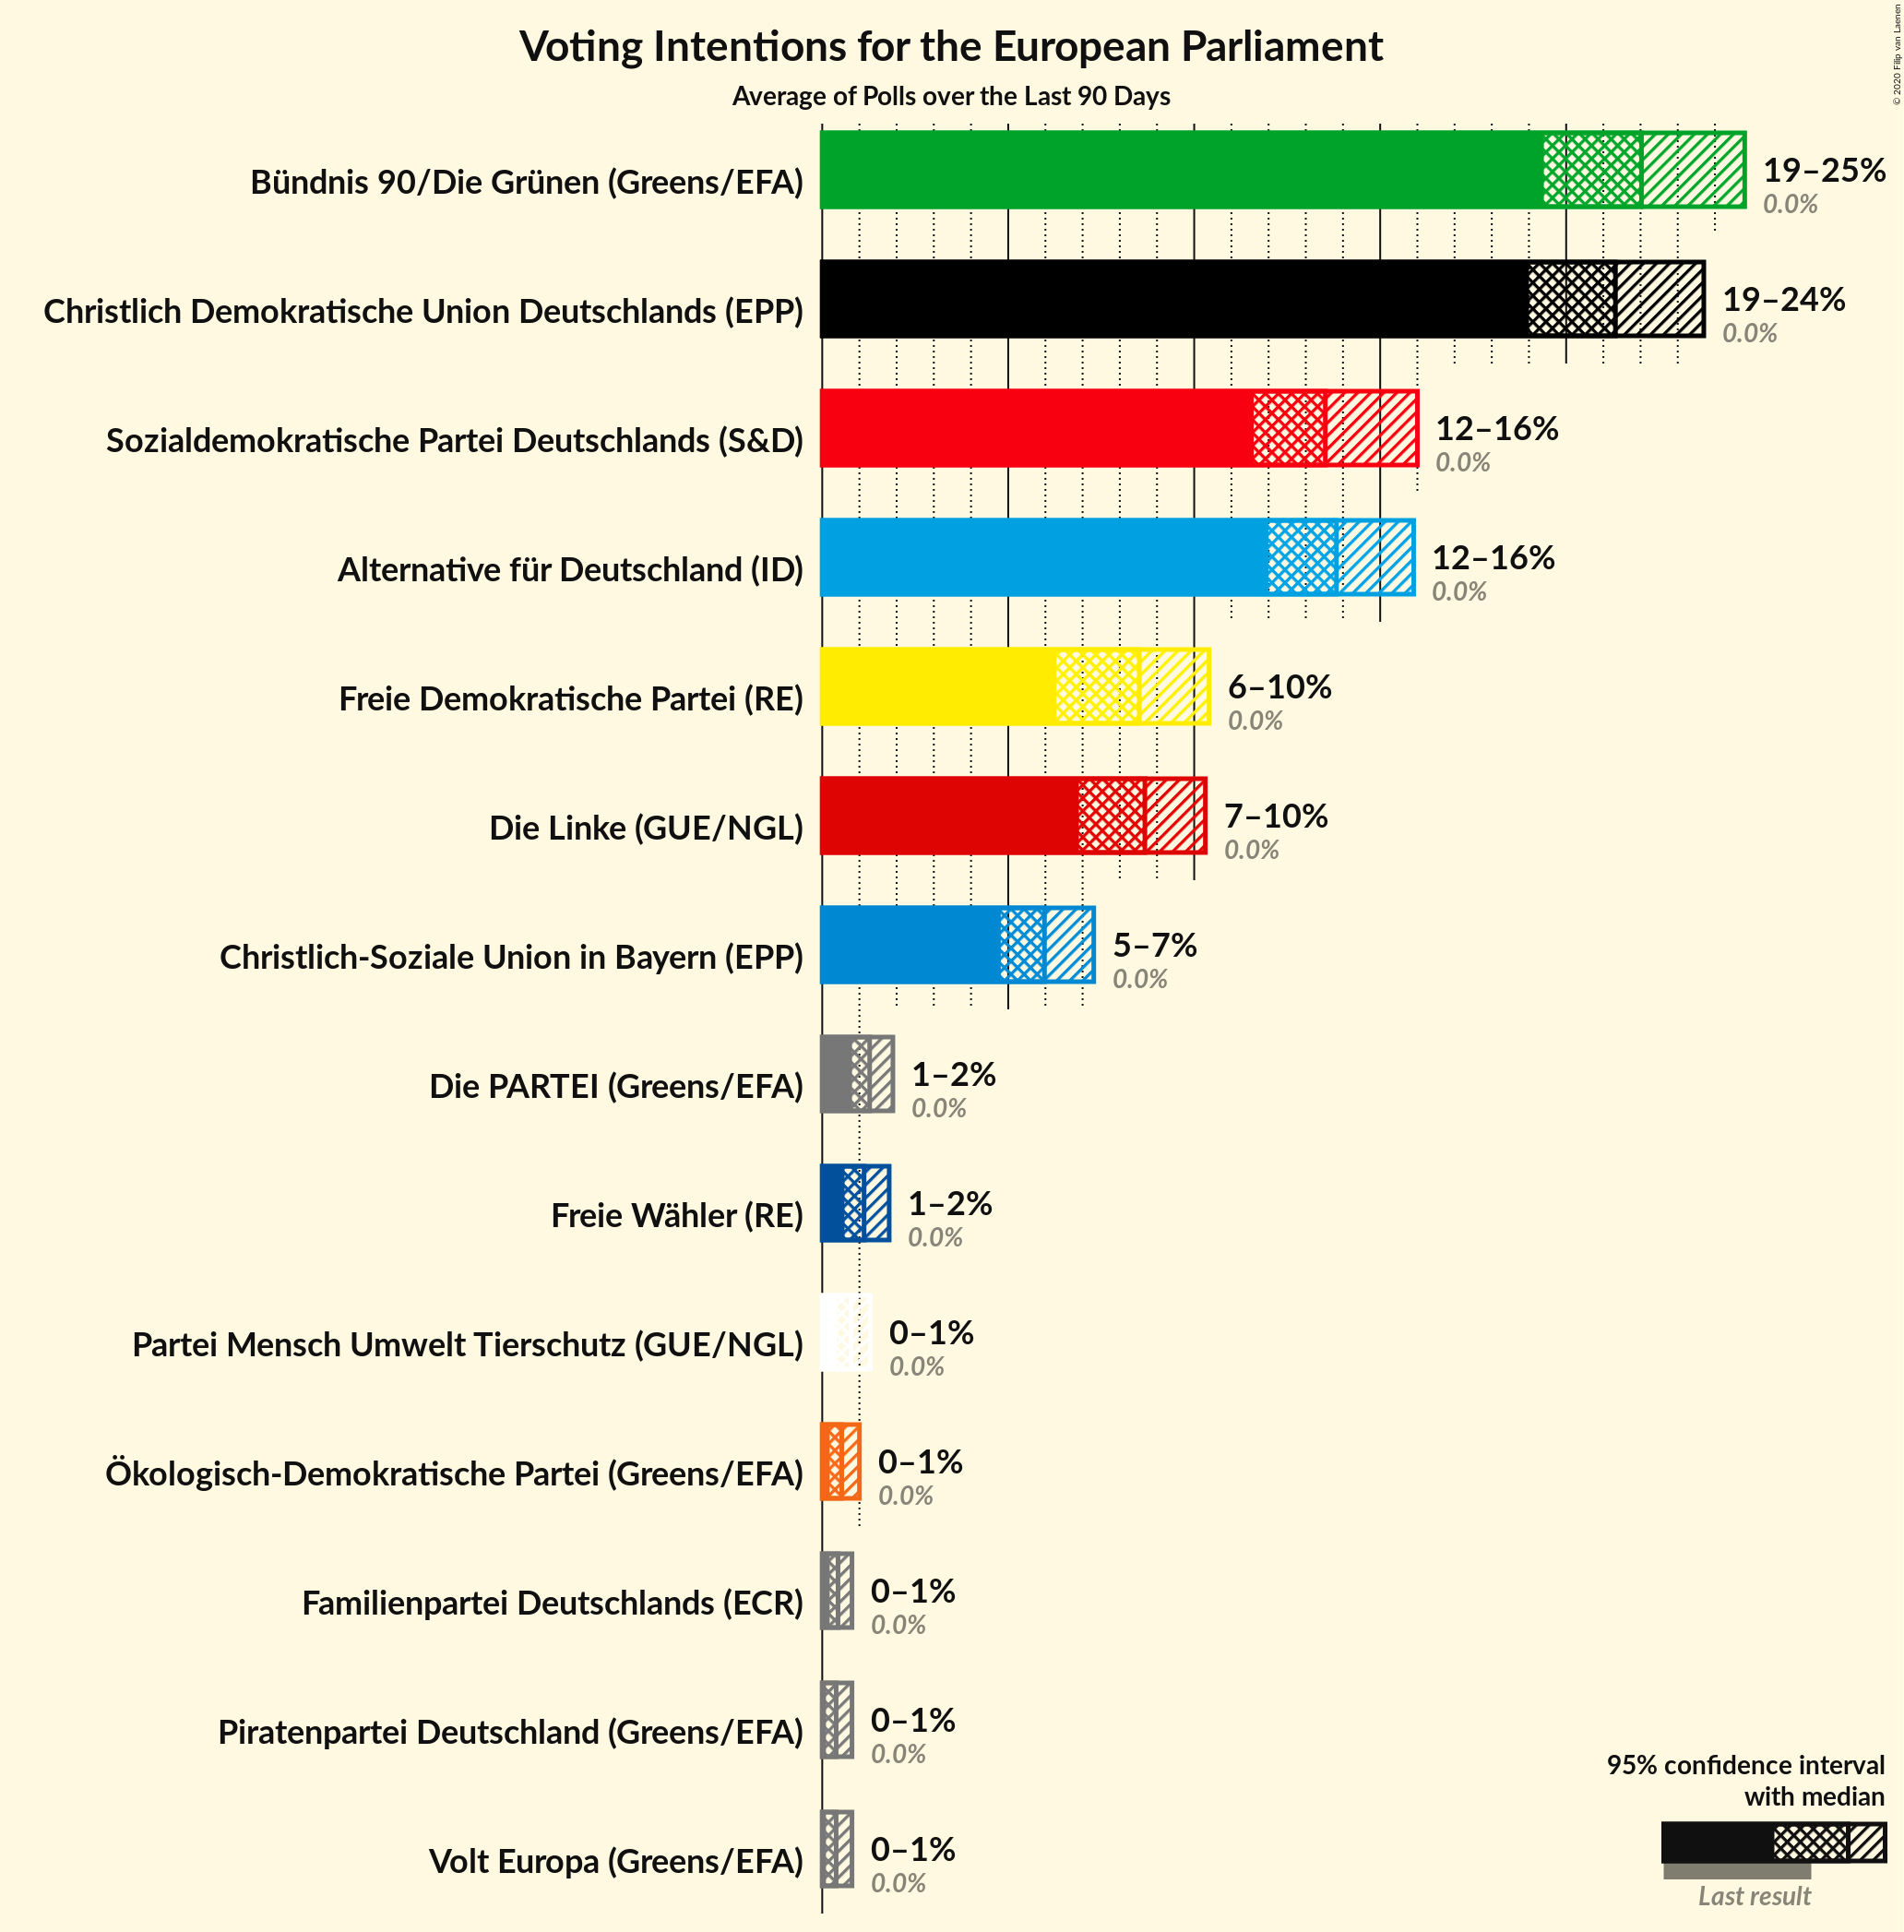 Voting Intentions for the European Parliament
Average of Polls over the Last 90 Days
© 2020 Filip van Laenen
Bündnis 90/Die Grünen (Greens/EFA)
19–25%
0.0%
Christlich Demokratische Union Deutschlands (EPP)
19–24%
0.0%
Sozialdemokratische Partei Deutschlands (S&D)
12–16%
0.0%
Alternative für Deutschland (ID)
12–16%
0.0%
Freie Demokratische Partei (RE)
6–10%
0.0%
Die Linke (GUE/NGL)
7–10%
0.0%
Christlich-Soziale Union in Bayern (EPP)
5–7%
0.0%
Die PARTEI (Greens/EFA)
1–2%
0.0%
Freie Wähler (RE)
1–2%
0.0%
Partei Mensch Umwelt Tierschutz (GUE/NGL)
0–1%
0.0%
Ökologisch-Demokratische Partei (Greens/EFA)
0–1%
0.0%
Familienpartei Deutschlands (ECR)
0–1%
0.0%
Piratenpartei Deutschland (Greens/EFA)
0–1%
0.0%
Volt Europa (Greens/EFA)
0–1%
0.0%
95% confidence interval
with median
Last result